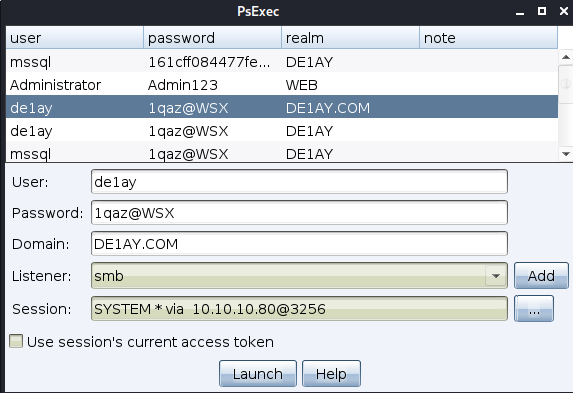 PsExec
user password realm note
mssql 161cff084477fe... DE1AY
Administrator Admin123 WEB
de1ay 1qaz@WSX DE1AY.COM
de1ay 1qaz@WSX DE1AY
mssql 1qaz@WSX DE1AY
User: de1ay
Password: 1qaz@WSX
Domain: DE1AY.COM
Listener: smb Add
Session: SYSTEM * via 10.10.10.80@3256 ...
Use session's current access token
Launch Help